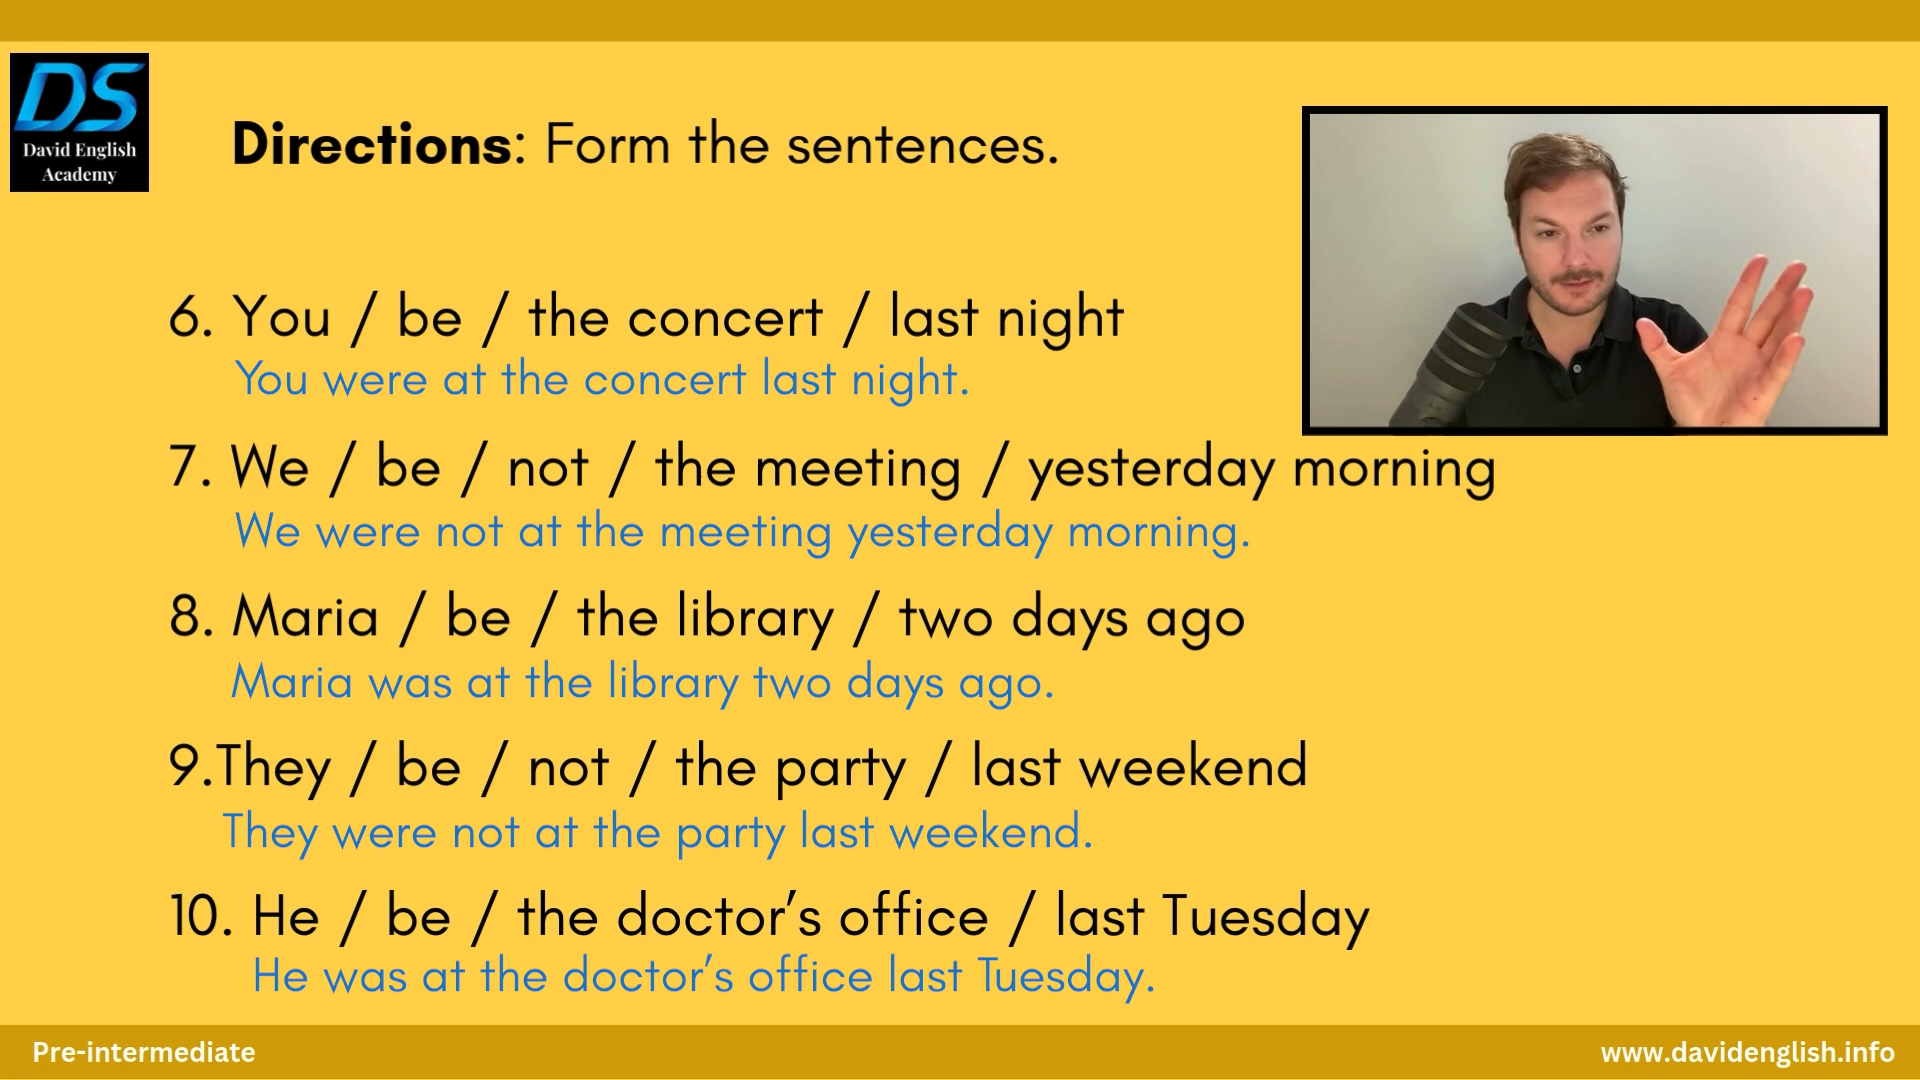 DS
David English
Academy
Directions: Form the sentences.
6. You / be / the concert / last night
You were at the concert last night.
7. We / be / not / the meeting / yesterday morning
We were not at the meeting yesterday morning.
8. Maria / be / the library / two days ago
Maria was at the library two days ago.
9.They / be / not / the party / last weekend
They were not at the party last weekend.
10. He / be / the doctor’s office / last Tuesday
He was at the doctor’s office last Tuesday.
Pre-intermediate
www.davidenglish.info